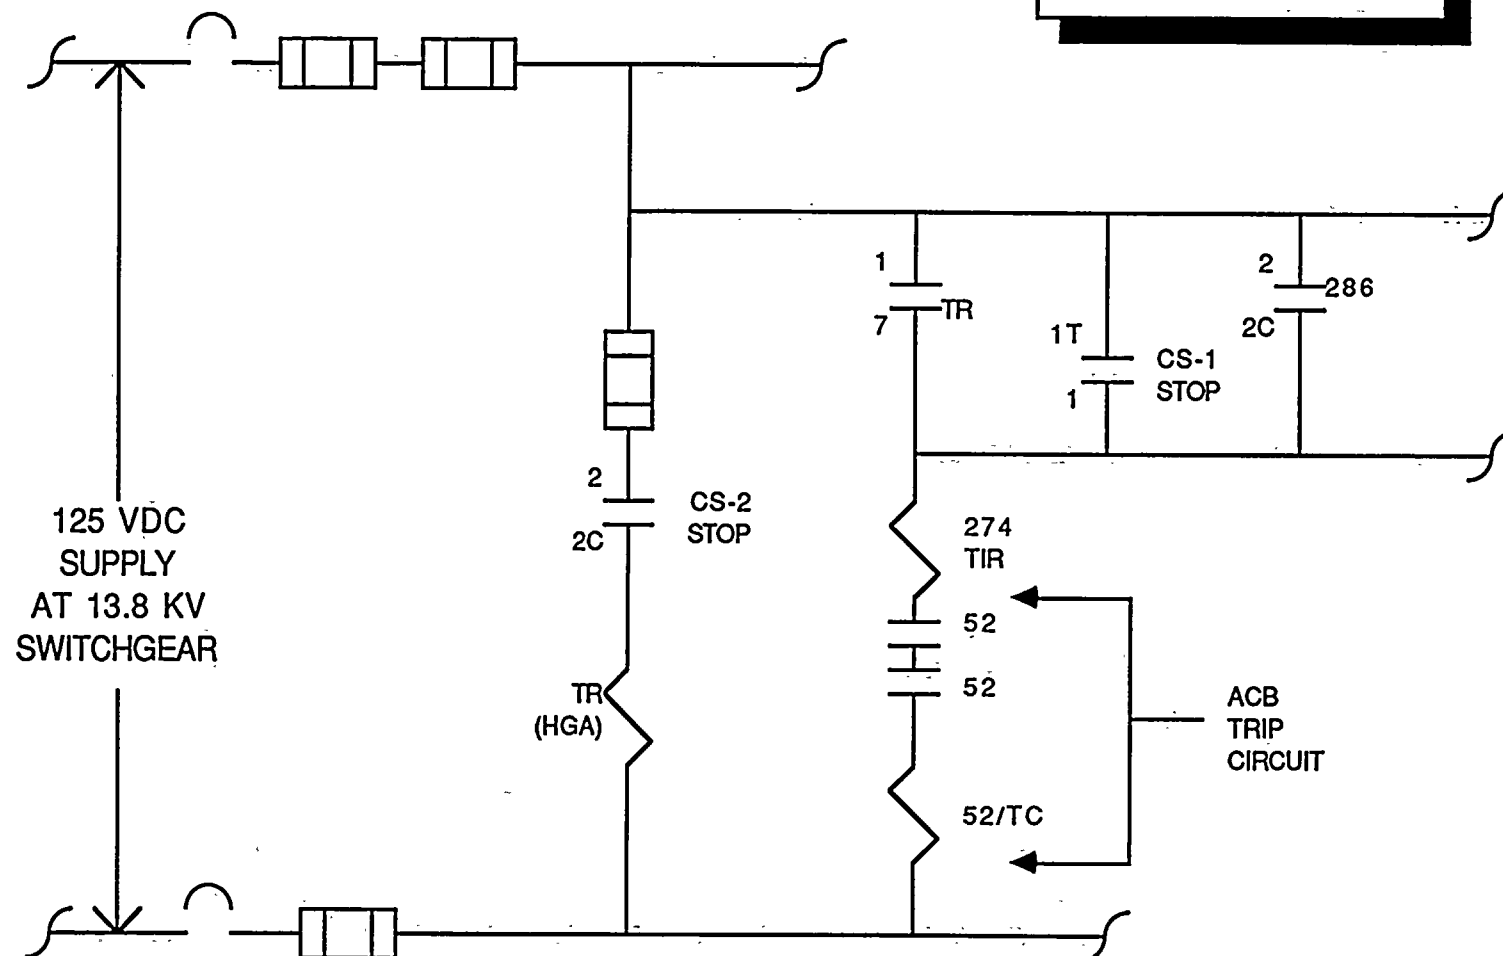 1
TR
7
2
286
2C
1T
CS-1
STOP
1
2
CS-2
STOP
2C
125 VDC
SUPPLY
AT 13.8 KV
SWITCHGEAR
274
TIR
52
52
TR
(HGA)
ACB
TRIP
CIRCUIT
52/TC